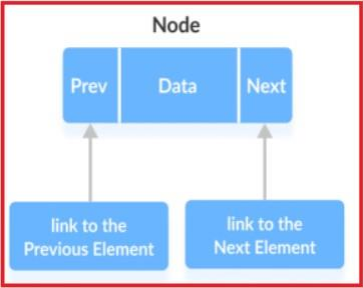 Node
Prev Data Next
link to the
Previous Element
link to the
Next Element